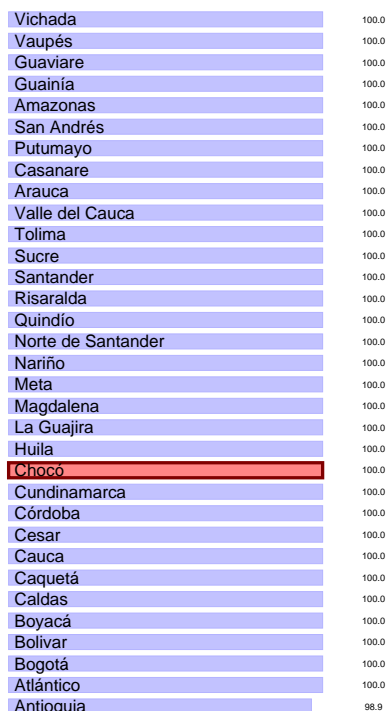 Vichada 100.0
Vaupés 100.0
Guaviare 100.0
Guainía 100.0
Amazonas 100.0
San Andrés 100.0
Putumayo 100.0
Casanare 100.0
Arauca 100.0
Valle del Cauca 100.0
Tolima 100.0
Sucre 100.0
Santander 100.0
Risaralda 100.0
Quindío 100.0
Norte de Santander 100.0
Nariño 100.0
Meta 100.0
Magdalena 100.0
La Guajira 100.0
Huila 100.0
Chocó 100.0
Cundinamarca 100.0
Córdoba 100.0
Cesar 100.0
Cauca 100.0
Caquetá 100.0
Caldas 100.0
Boyacá 100.0
Bolivar 100.0
Bogotá 100.0
Atlántico 100.0
Antioquia 98.9